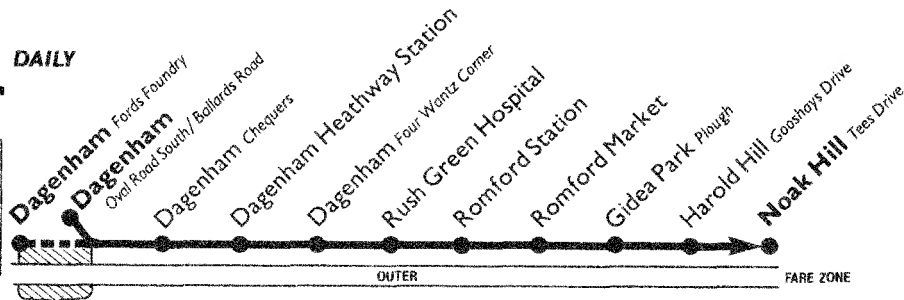 DAILY
Dagenham Fords Foundry
Dagenham
Oval Road South/Ballards Road
Dagenham Chequers
Dagenham Heathway Station
Dagenham Four Wantz Corner
Rush Green Hospital
Romford Station
Romford Market
Gidea Park Plough
Harold Hill Gooshays Drive
Noak Hill Tees Drive
OUTER
FARE ZONE